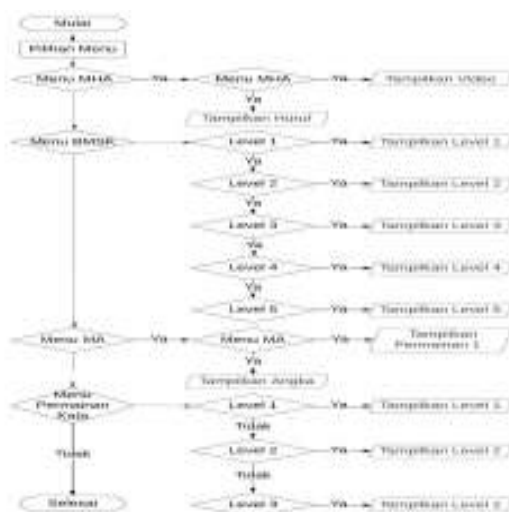 Mulai
Pilihan Menu
Menu MHA Ya Menu MHA Ya Tampilkan Video
Ya
Tampilkan Huruf
Menu BMSK Level 1 Ya Tampilkan Level 1
Ya
Level 2 Ya Tampilkan Level 2
Ya
Level 3 Ya Tampilkan Level 3
Ya
Level 4 Ya Tampilkan Level 4
Ya
Level 5 Ya Tampilkan Level 5
Menu MA Ya Menu MA Ya Tampilkan
Permainan 1
Ya
Tampilkan Angka
Menu
Permainan
Kata
Level 1 Ya Tampilkan Level 1
Tidak Tidak
Level 2 Ya Tampilkan Level 2
Tidak
Selesai Level 3 Ya Tampilkan Level